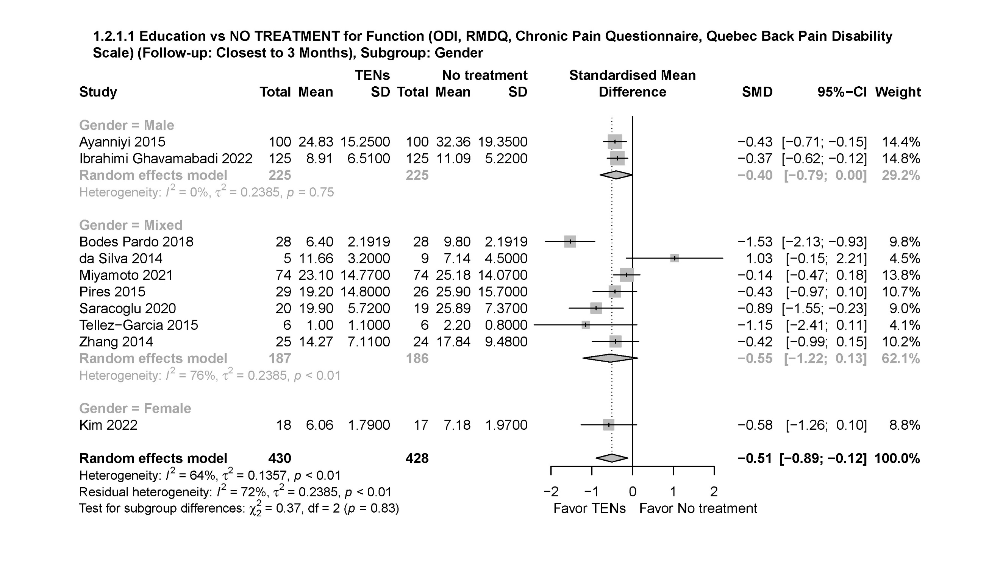 1.2.1.1 Education vs NO TREATMENT for Function (ODI, RMDQ, Chronic Pain Questionnaire, Quebec Back Pain Disability
Scale) (Follow-up: Closest to 3 Months), Subgroup: Gender
TENs No treatment Standardised Mean
Study Total Mean SD Total Mean SD Difference SMD 95%−CI Weight
Gender = Male
Ayanniyi 2015 100 24.83 15.2500 100 32.36 19.3500 −0.43 [−0.71; −0.15] 14.4%
Ibrahimi Ghavamabadi 2022 125 8.91 6.5100 125 11.09 5.2200 −0.37 [−0.62; −0.12] 14.8%
Random effects model 225 225 −0.40 [−0.79; 0.00] 29.2%
Heterogeneity: I² = 0%, τ² = 0.2385, p = 0.75
Gender = Mixed
Bodes Pardo 2018 28 6.40 2.1919 28 9.80 2.1919 −1.53 [−2.13; −0.93] 9.8%
da Silva 2014 5 11.66 3.2000 9 7.14 4.5000 1.03 [−0.15; 2.21] 4.5%
Miyamoto 2021 74 23.10 14.7700 74 25.18 14.0700 −0.14 [−0.47; 0.18] 13.8%
Pires 2015 29 19.20 14.8000 26 25.90 15.7000 −0.43 [−0.97; 0.10] 10.7%
Saracoglu 2020 20 19.90 5.7200 19 25.89 7.3700 −0.89 [−1.55; −0.23] 9.0%
Tellez−Garcia 2015 6 1.00 1.1000 6 2.20 0.8000 −1.15 [−2.41; 0.11] 4.1%
Zhang 2014 25 14.27 7.1100 24 17.84 9.4800 −0.42 [−0.99; 0.15] 10.2%
Random effects model 187 186 −0.55 [−1.22; 0.13] 62.1%
Heterogeneity: I² = 76%, τ² = 0.2385, p < 0.01
Gender = Female
Kim 2022 18 6.06 1.7900 17 7.18 1.9700 −0.58 [−1.26; 0.10] 8.8%
Random effects model 430 428 −0.51 [−0.89; −0.12] 100.0%
Heterogeneity: I² = 64%, τ² = 0.1357, p < 0.01
Residual heterogeneity: I² = 72%, τ² = 0.2385, p < 0.01
−2 −1 0 1 2
Test for subgroup differences: χ²₂ = 0.37, df = 2 (p = 0.83)
Favor TENs Favor No treatment